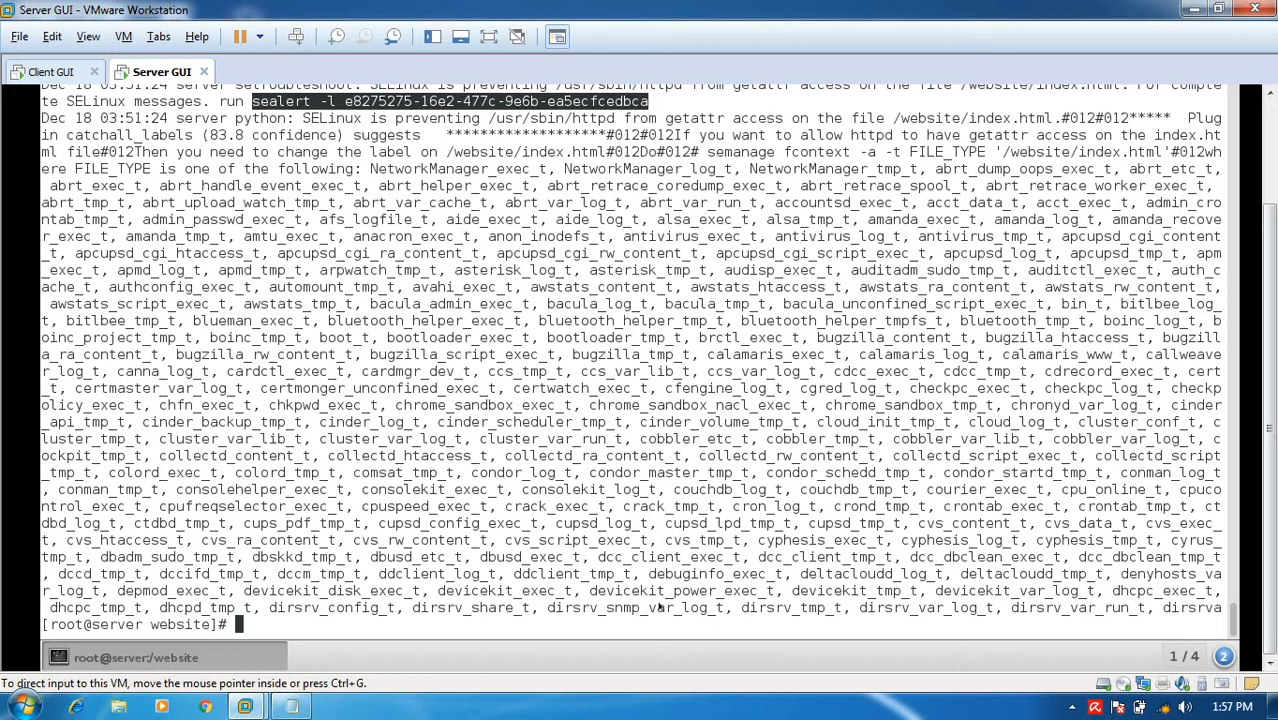 Server GUI - VMware Workstation
File Edit View VM Tabs Help
Client GUI
Server GUI
Dec 18 03:51:24 server setroubleshoot: SELinux is preventing /usr/sbin/httpd from getattr access on the file /website/index.html. For comple
te SELinux messages. run sealert -l e8275275-16e2-477c-9e6b-ea5ecfcedbca
Dec 18 03:51:24 server python: SELinux is preventing /usr/sbin/httpd from getattr access on the file /website/index.html.#012#012***** Plug
in catchall_labels (83.8 confidence) suggests *******************#012#012If you want to allow httpd to have getattr access on the index.ht
ml file#012Then you need to change the label on /website/index.html#012Do#012# semanage fcontext -a -t FILE_TYPE '/website/index.html'#012wh
ere FILE_TYPE is one of the following: NetworkManager_exec_t, NetworkManager_log_t, NetworkManager_tmp_t, abrt_dump_oops_exec_t, abrt_etc_t,
abrt_exec_t, abrt_handle_event_exec_t, abrt_helper_exec_t, abrt_retrace_coredump_exec_t, abrt_retrace_spool_t, abrt_retrace_worker_exec_t,
abrt_tmp_t, abrt_upload_watch_tmp_t, abrt_var_cache_t, abrt_var_log_t, abrt_var_run_t, accountsd_exec_t, acct_data_t, acct_exec_t, admin_cro
ntab_tmp_t, admin_passwd_exec_t, afs_logfile_t, aide_exec_t, aide_log_t, alsa_exec_t, alsa_tmp_t, amanda_exec_t, amanda_log_t, amanda_recove
r_exec_t, amanda_tmp_t, amtu_exec_t, anacron_exec_t, anon_inodefs_t, antivirus_exec_t, antivirus_log_t, antivirus_tmp_t, apcupsd_cgi_content
_t, apcupsd_cgi_htaccess_t, apcupsd_cgi_ra_content_t, apcupsd_cgi_rw_content_t, apcupsd_cgi_script_exec_t, apcupsd_log_t, apcupsd_tmp_t, apm
_exec_t, apmd_log_t, apmd_tmp_t, arpwatch_tmp_t, asterisk_log_t, asterisk_tmp_t, audisp_exec_t, auditadm_sudo_tmp_t, auditctl_exec_t, auth_c
ache_t, authconfig_exec_t, automount_tmp_t, avahi_exec_t, awstats_content_t, awstats_htaccess_t, awstats_ra_content_t, awstats_rw_content_t,
awstats_script_exec_t, awstats_tmp_t, bacula_admin_exec_t, bacula_log_t, bacula_tmp_t, bacula_unconfined_script_exec_t, bin_t, bitlbee_log_
t, bitlbee_tmp_t, blueman_exec_t, bluetooth_helper_exec_t, bluetooth_helper_tmp_t, bluetooth_helper_tmpfs_t, bluetooth_tmp_t, boinc_log_t, b
oinc_project_tmp_t, boinc_tmp_t, boot_t, bootloader_exec_t, bootloader_tmp_t, brctl_exec_t, bugzilla_content_t, bugzilla_htaccess_t, bugzill
a_ra_content_t, bugzilla_rw_content_t, bugzilla_script_exec_t, bugzilla_tmp_t, calamaris_exec_t, calamaris_log_t, calamaris_www_t, callweave
r_log_t, canna_log_t, cardctl_exec_t, cardmgr_dev_t, ccs_tmp_t, ccs_var_lib_t, ccs_var_log_t, cdcc_exec_t, cdcc_tmp_t, cdrecord_exec_t, cert
_t, certmaster_var_log_t, certmonger_unconfined_exec_t, certwatch_exec_t, cfengine_log_t, cgred_log_t, checkpc_exec_t, checkpc_log_t, checkp
olicy_exec_t, chfn_exec_t, chkpwd_exec_t, chrome_sandbox_exec_t, chrome_sandbox_nacl_exec_t, chrome_sandbox_tmp_t, chronyd_var_log_t, cinder
_api_tmp_t, cinder_backup_tmp_t, cinder_log_t, cinder_scheduler_tmp_t, cinder_volume_tmp_t, cloud_init_tmp_t, cloud_log_t, cluster_conf_t, c
luster_tmp_t, cluster_var_lib_t, cluster_var_log_t, cluster_var_run_t, cobbler_etc_t, cobbler_tmp_t, cobbler_var_lib_t, cobbler_var_log_t, c
ockpit_tmp_t, collectd_content_t, collectd_htaccess_t, collectd_ra_content_t, collectd_rw_content_t, collectd_script_exec_t, collectd_script
_tmp_t, colord_exec_t, colord_tmp_t, comsat_tmp_t, condor_log_t, condor_master_tmp_t, condor_schedd_tmp_t, condor_startd_tmp_t, conman_log_t
, conman_tmp_t, consolehelper_exec_t, consolekit_exec_t, consolekit_log_t, couchdb_log_t, couchdb_tmp_t, courier_exec_t, cpu_online_t, cpuco
ntrol_exec_t, cpufreqselector_exec_t, cpuspeed_exec_t, crack_exec_t, crack_tmp_t, cron_log_t, crond_tmp_t, crontab_exec_t, crontab_tmp_t, ct
dbd_log_t, ctdbd_tmp_t, cups_pdf_tmp_t, cupsd_config_exec_t, cupsd_log_t, cupsd_lpd_tmp_t, cupsd_tmp_t, cvs_content_t, cvs_data_t, cvs_exec_
t, cvs_htaccess_t, cvs_ra_content_t, cvs_rw_content_t, cvs_script_exec_t, cvs_tmp_t, cyphesis_exec_t, cyphesis_log_t, cyphesis_tmp_t, cyrus_
tmp_t, dbadm_sudo_tmp_t, dbskkd_tmp_t, dbusd_etc_t, dbusd_exec_t, dcc_client_exec_t, dcc_client_tmp_t, dcc_dbclean_exec_t, dcc_dbclean_tmp_t
, dccd_tmp_t, dccifd_tmp_t, dccm_tmp_t, ddclient_log_t, ddclient_tmp_t, debuginfo_exec_t, deltacloudd_log_t, deltacloudd_tmp_t, denyhosts_va
r_log_t, depmod_exec_t, devicekit_disk_exec_t, devicekit_exec_t, devicekit_power_exec_t, devicekit_tmp_t, devicekit_var_log_t, dhcpc_exec_t,
dhcpc_tmp_t, dhcpd_tmp_t, dirsrv_config_t, dirsrv_share_t, dirsrv_snmp_var_log_t, dirsrv_tmp_t, dirsrv_var_log_t, dirsrv_var_run_t, dirsrva
[root@server website]#
root@server:/website
1 / 4
2
To direct input to this VM, move the mouse pointer inside or press Ctrl+G.
1:57 PM